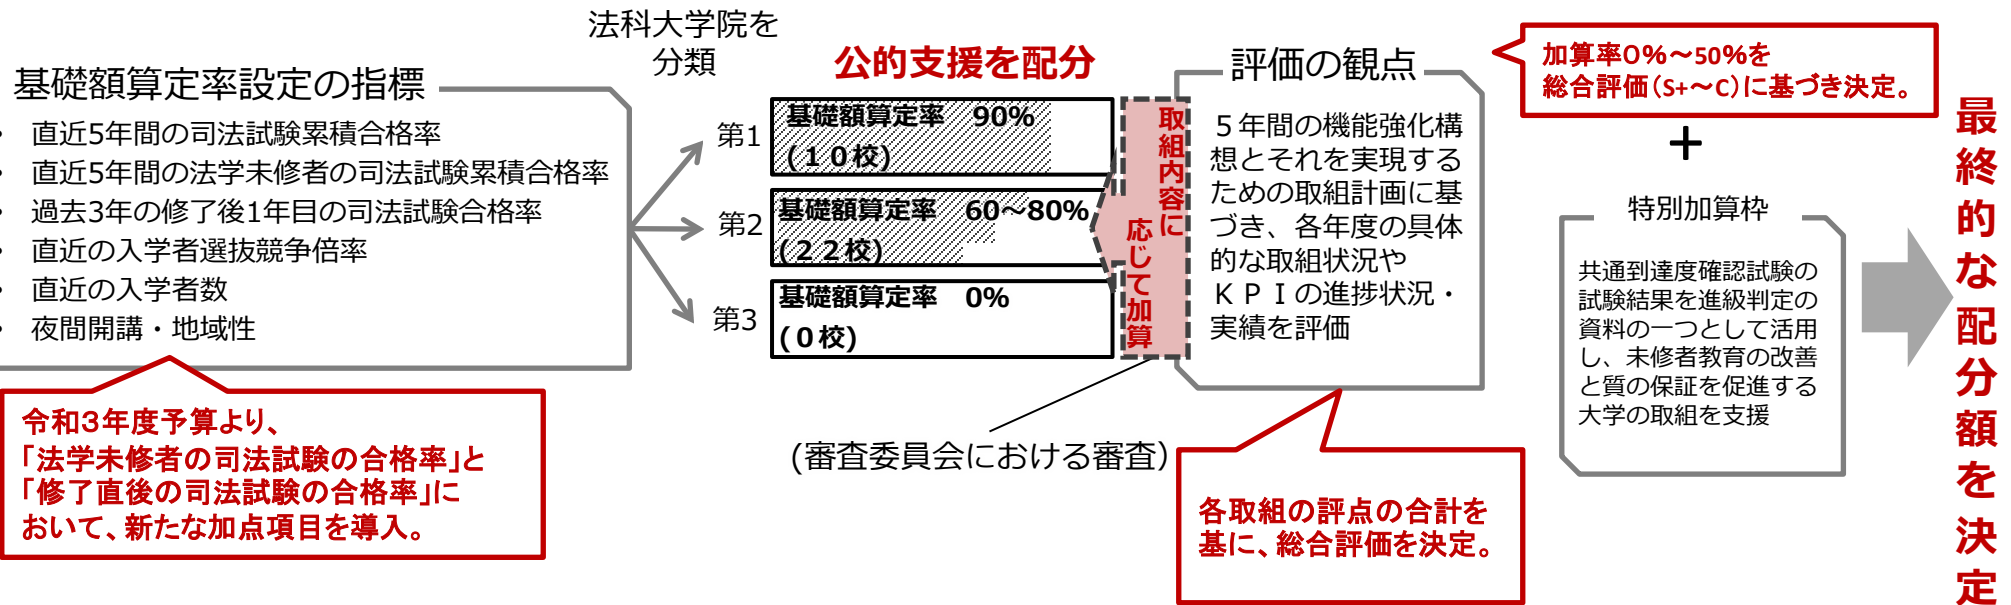 基礎額算定率設定の指標
・ 直近5年間の司法試験累積合格率
・ 直近5年間の法学未修者の司法試験累積合格率
・ 過去3年の修了後1年目の司法試験合格率
・ 直近の入学者選抜競争倍率
・ 直近の入学者数
・ 夜間開講・地域性
令和3年度予算より、
「法学未修者の司法試験の合格率」と
「修了直後の司法試験の合格率」に
おいて、新たな加点項目を導入。
法科大学院を
分類
第1
第2
第3
公的支援を配分
基礎額算定率 90%
(10校)
基礎額算定率 60~80%
(22校)
基礎額算定率 0%
(0校)
取組内容に
応じて加算
(審査委員会における審査)
評価の観点
5年間の機能強化構
想とそれを実現する
ための取組計画に基
づき、各年度の具体
的な取組状況や
KPIの進捗状況・
実績を評価
各取組の評点の合計を
基に、総合評価を決定。
加算率0%~50%を
総合評価(S+~C)に基づき決定。
+
特別加算枠
共通到達度確認試験の
試験結果を進級判定の
資料の一つとして活用
し、未修者教育の改善
と質の保証を促進する
大学の取組を支援
最終的な配分額を決定